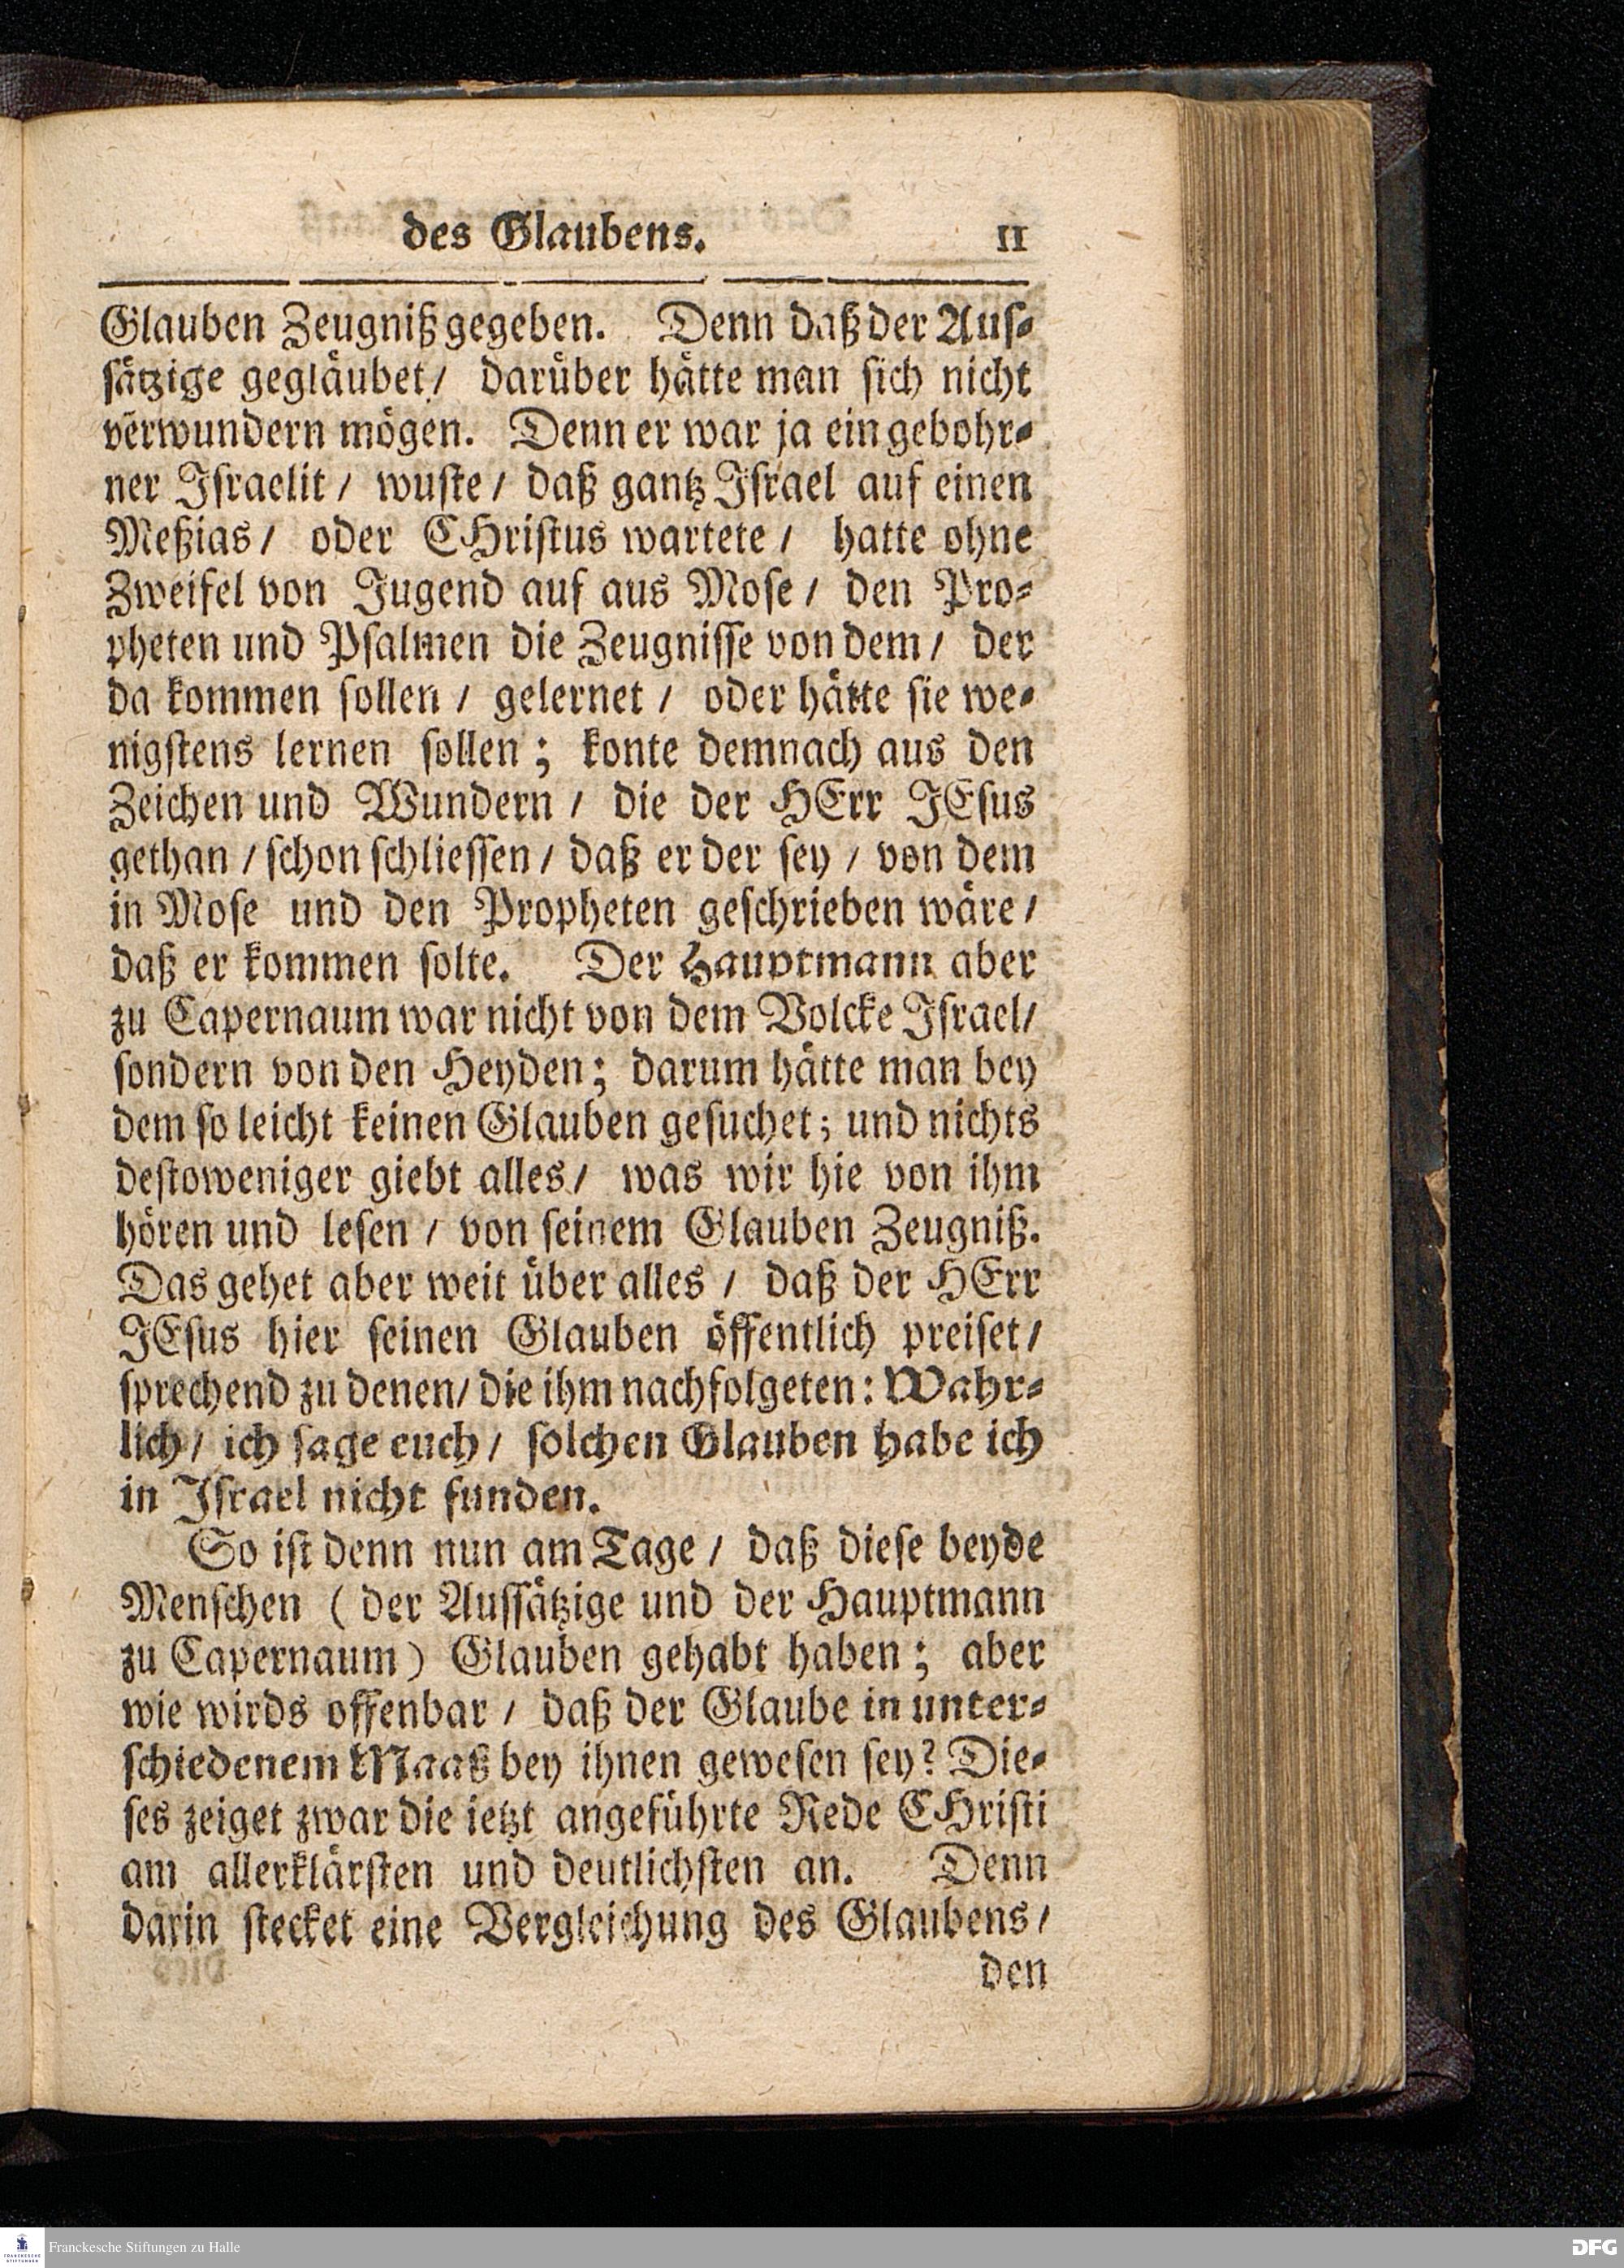 des Glaubens. 11
Glauben Zeugniß gegeben. Denn daß der Aus-
sätzige gegläubet / darüber hätte man sich nicht
verwundern mögen. Denn er war ja ein gebohr-
ner Israelit / wuste / daß gantz Israel auf einen
Meßias / oder CHristus wartete / hatte ohne
Zweifel von Jugend auf aus Mose / den Pro-
pheten und Psalmen die Zeugnisse von dem / der
da kommen sollen / gelernet / oder hätte sie we-
nigstens lernen sollen; konte demnach aus den
Zeichen und Wundern / die der HErr JEsus
gethan / schon schliessen / daß er der sey / von dem
in Mose und den Propheten geschrieben wäre /
daß er kommen solte. Der Hauptmann aber
zu Capernaum war nicht von dem Volcke Israel /
sondern von den Heyden; darum hätte man bey
dem so leicht keinen Glauben gesuchet; und nichts
destoweniger giebt alles / was wir hie von ihm
hören und lesen / von seinem Glauben Zeugniß.
Das gehet aber weit über alles / daß der HErr
JEsus hier seinen Glauben öffentlich preiset /
sprechend zu denen / die ihm nachfolgeten: Wahr-
lich / ich sage euch / solchen Glauben habe ich
in Israel nicht funden.
So ist denn nun am Tage / daß diese beyde
Menschen ( der Aussätzige und der Hauptmann
zu Capernaum ) Glauben gehabt haben; aber
wie wirds offenbar / daß der Glaube in unter-
schiedenem Maaß bey ihnen gewesen sey? Die-
ses zeiget zwar die ietzt angeführte Rede CHristi
am allerklärsten und deutlichsten an. Denn
darin stecket eine Vergleichung des Glaubens /
den
FRANCKESCHE STIFTUNGEN
Franckesche Stiftungen zu Halle
DFG